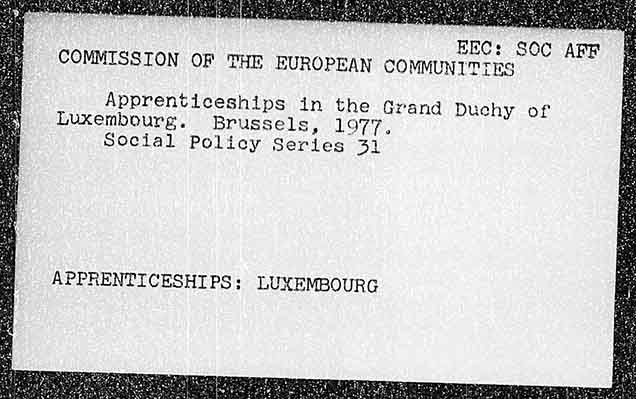 EEC: SOC AFF
COMMISSION OF THE EUROPEAN COMMUNITIES
Apprenticeships in the Grand Duchy of
Luxembourg. Brussels, 1977.
Social Policy Series 31
APPRENTICESHIPS: LUXEMBOURG